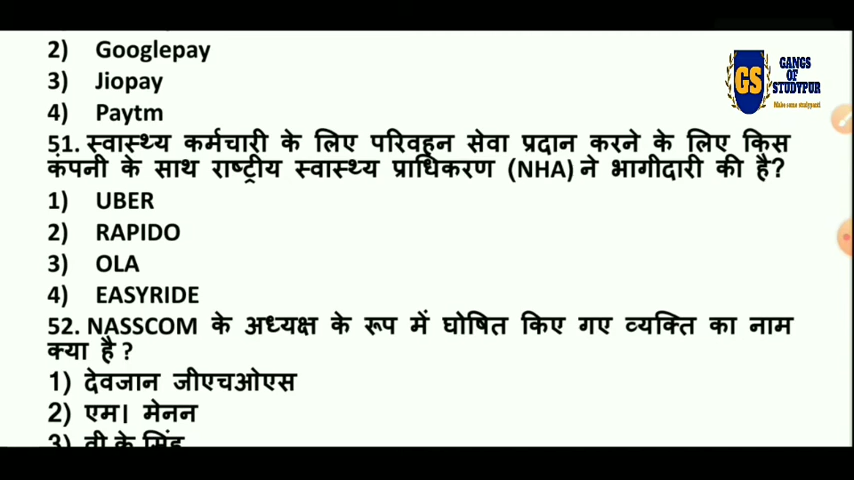 2) Googlepay
3) Jiopay
4) Paytm
51. स्वास्थ्य कर्मचारी के लिए परिवहन सेवा प्रदान करने के लिए किस
कंपनी के साथ राष्ट्रीय स्वास्थ्य प्राधिकरण (NHA) ने भागीदारी की है?
1) UBER
2) RAPIDO
3) OLA
4) EASYRIDE
52. NASSCOM के अध्यक्ष के रूप में घोषित किए गए व्यक्ति का नाम
क्या है ?
1) देवजान जीएचओएस
2) एम। मेनन
3) वी के सिंह
GS
GANGS
OF
STUDYPUR